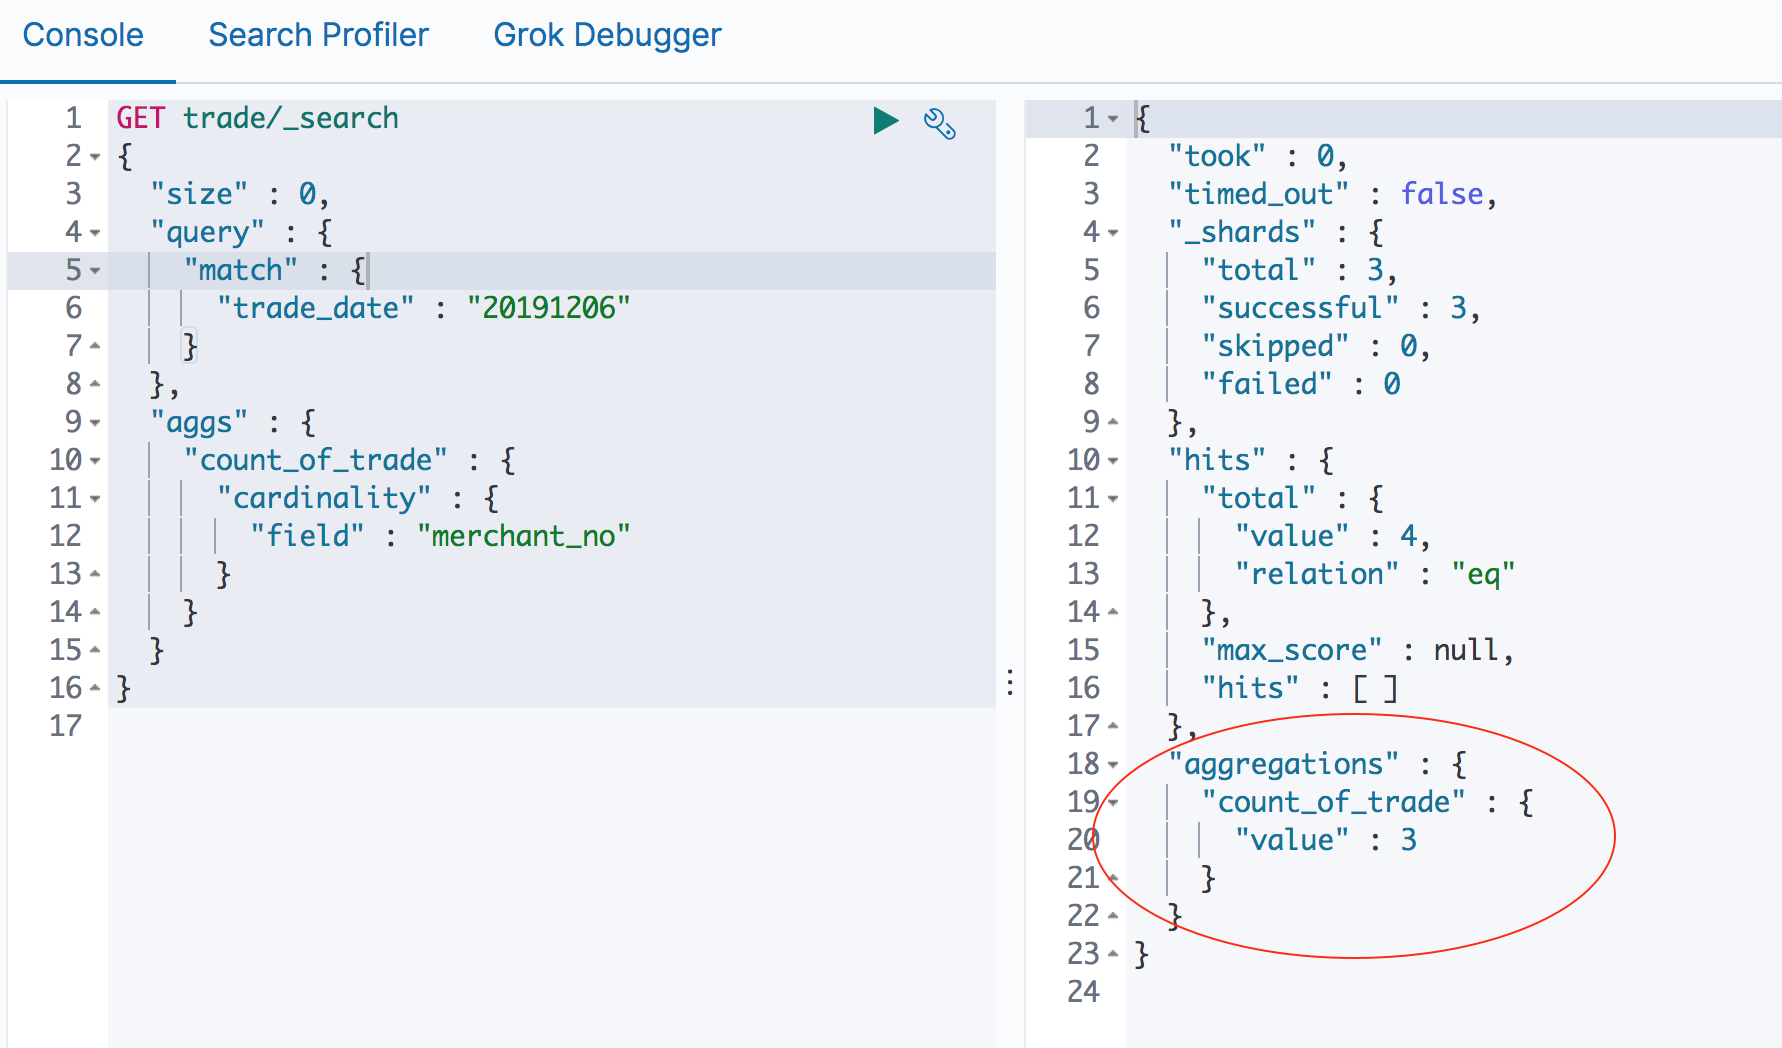 Console Search Profiler Grok Debugger
1 GET trade/_search
2 {
3 "size" : 0,
4 "query" : {
5 "match" : {
6 "trade_date" : "20191206"
7 }
8 },
9 "aggs" : {
10 "count_of_trade" : {
11 "cardinality" : {
12 "field" : "merchant_no"
13 }
14 }
15 }
16 }
17
1 {
2 "took" : 0,
3 "timed_out" : false,
4 "_shards" : {
5 "total" : 3,
6 "successful" : 3,
7 "skipped" : 0,
8 "failed" : 0
9 },
10 "hits" : {
11 "total" : {
12 "value" : 4,
13 "relation" : "eq"
14 },
15 "max_score" : null,
16 "hits" : [ ]
17 },
18 "aggregations" : {
19 "count_of_trade" : {
20 "value" : 3
21 }
22 }
23 }
24